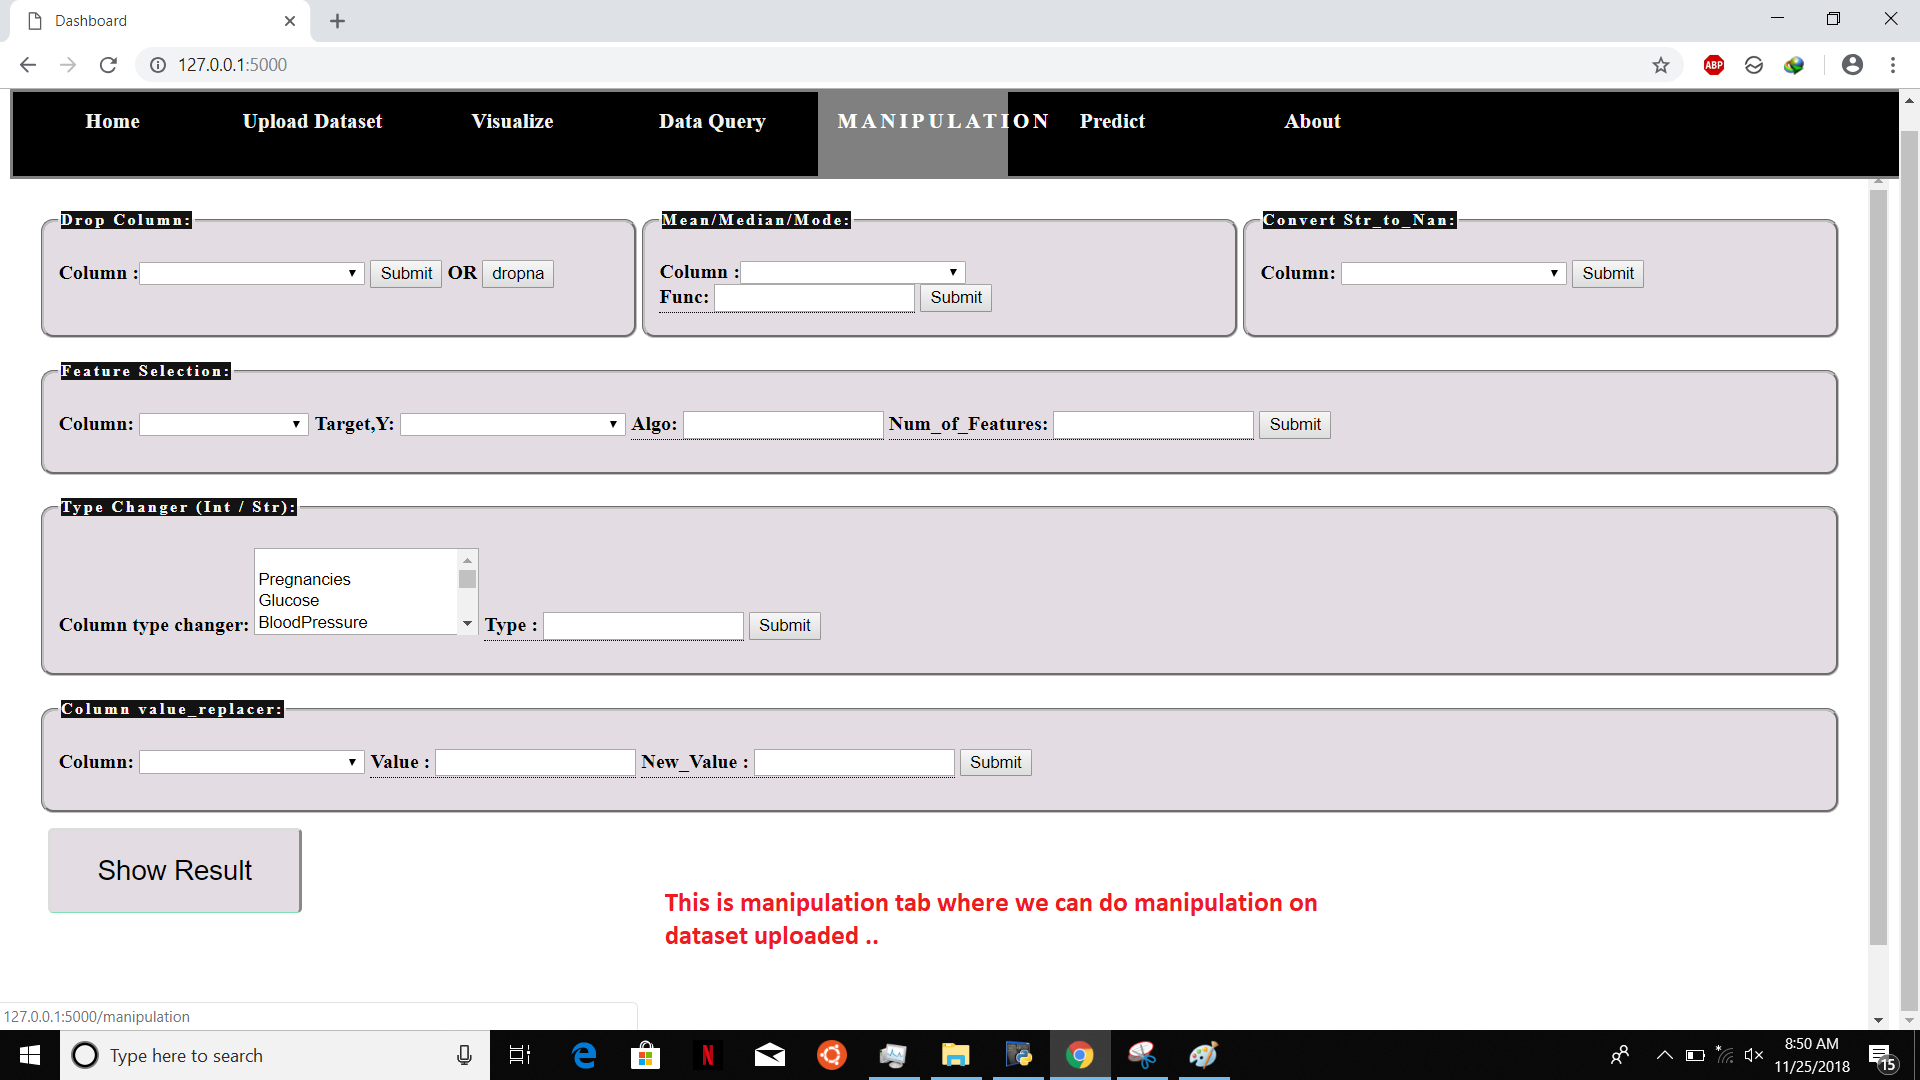 Dashboard
127.0.0.1:5000
ABP
Home Upload Dataset Visualize Data Query MANIPULATION Predict About
Drop Column: Mean/Median/Mode: Convert Str_to_Nan:
Column : Submit OR dropna Column : Column: Submit
Func: Submit
Feature Selection:
Column: Target,Y: Algo: Num_of_Features: Submit
Type Changer (Int / Str):
Pregnancies
Glucose
BloodPressure
Column type changer: Type : Submit
Column value_replacer:
Column: Value : New_Value : Submit
Show Result
This is manipulation tab where we can do manipulation on
dataset uploaded ..
127.0.0.1:5000/manipulation
Type here to search
8:50 AM
11/25/2018
15